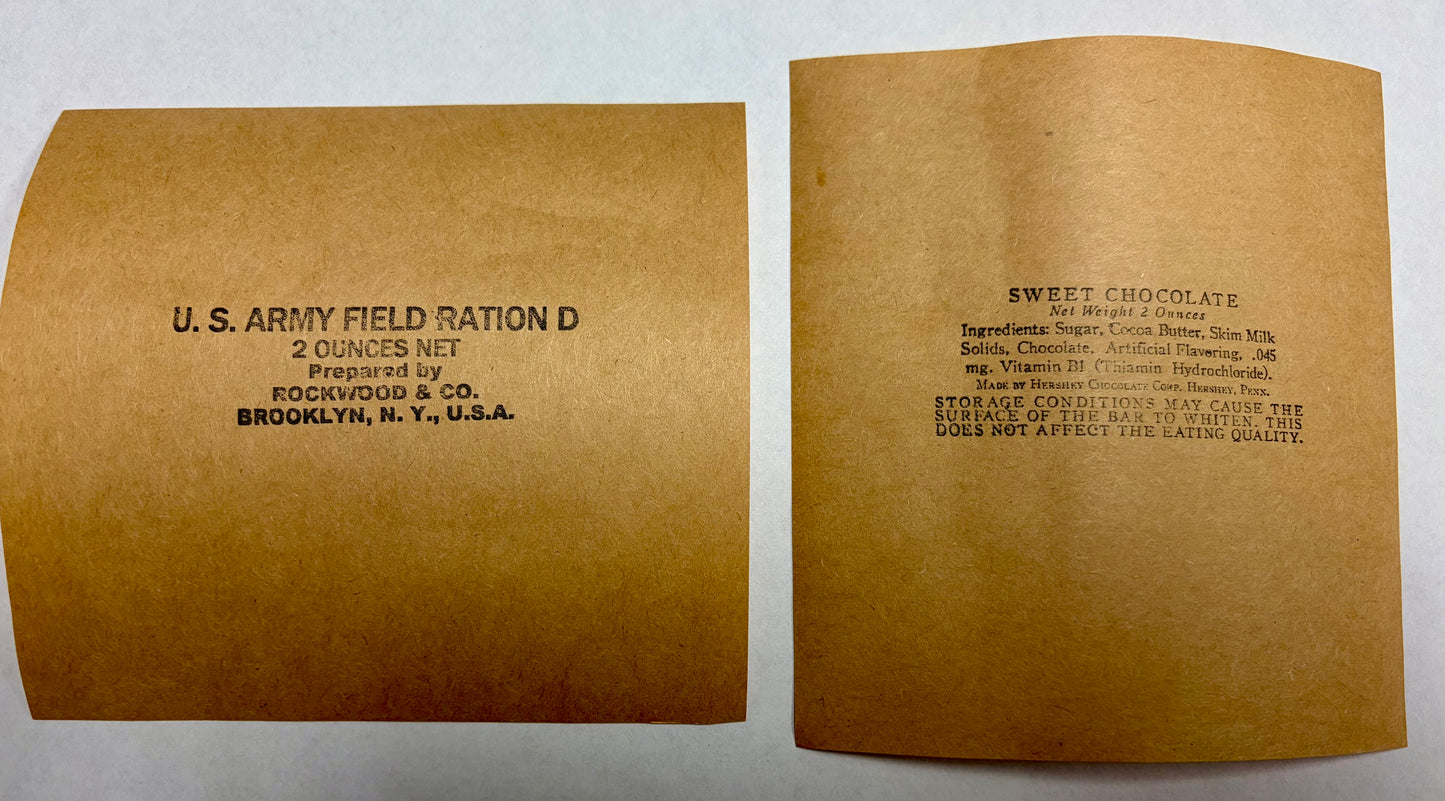 U. S. ARMY FIELD RATION D
2 OUNCES NET
Prepared by
ROCKWOOD & CO.
BROOKLYN, N. Y., U.S.A.
SWEET CHOCOLATE
Net Weight 2 Ounces
Ingredients: Sugar, Cocoa Butter, Skim Milk
Solids, Chocolate, Artificial Flavoring, .045
mg. Vitamin B1 (Thiamin Hydrochloride).
MADE BY HERSHEY CHOCOLATE CORP. HERSHEY, PENN.
STORAGE CONDITIONS MAY CAUSE THE
SURFACE OF THE BAR TO WHITEN. THIS
DOES NOT AFFECT THE EATING QUALITY.